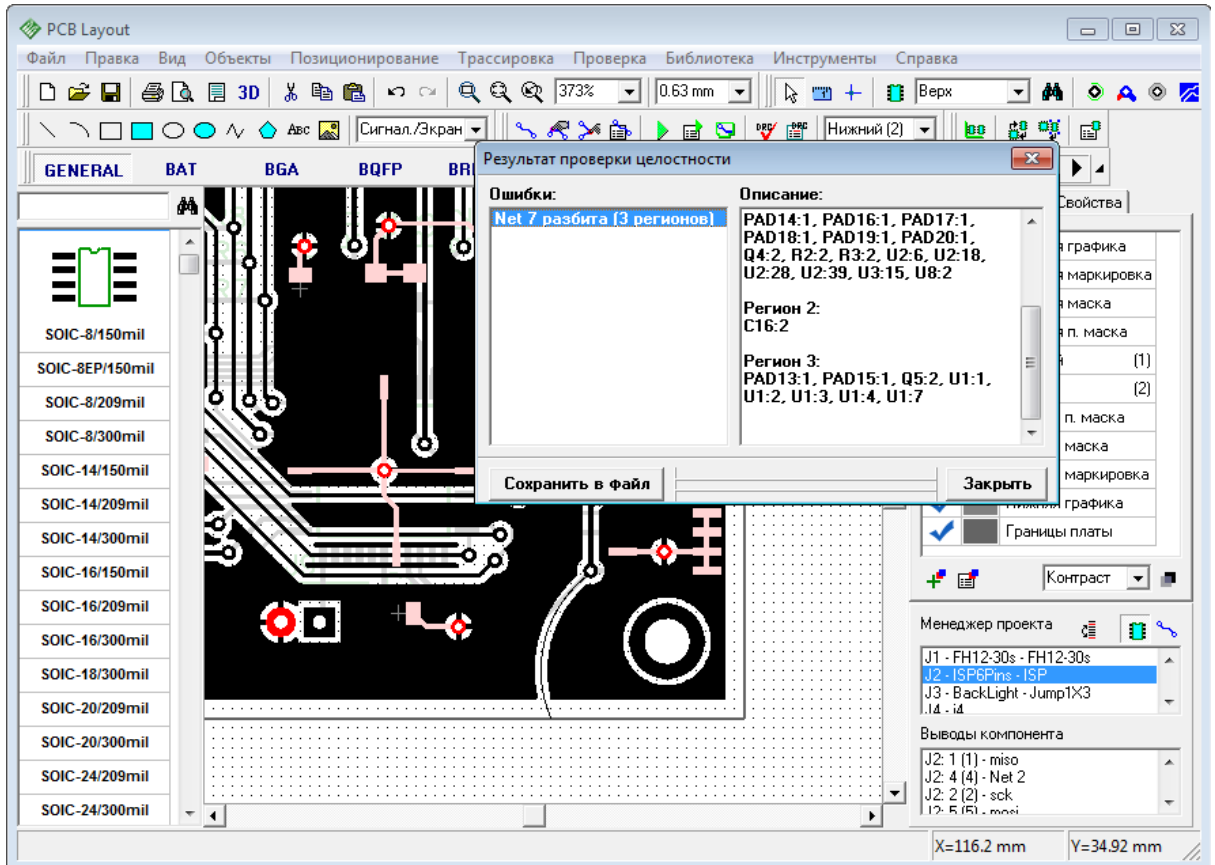 PCB Layout
Файл Правка Вид Объекты Позиционирование Трассировка Проверка Библиотека Инструменты Справка
3D 373% 0.63 mm Верх
ABC Сигнал./Экран Нижний (2)
GENERAL BAT BGA BQFP
Результат проверки целостности
Ошибки:
Net 7 разбита (3 регионов)
Описание:
PAD14:1, PAD16:1, PAD17:1,
PAD18:1, PAD19:1, PAD20:1,
Q4:2, R2:2, R3:2, U2:6, U2:18,
U2:28, U2:39, U3:15, U8:2
Регион 2:
C16:2
Регион 3:
PAD13:1, PAD15:1, Q5:2, U1:1,
U1:2, U1:3, U1:4, U1:7
Сохранить в файл
Закрыть
SOIC-8/150mil
SOIC-8EP/150mil
SOIC-8/209mil
SOIC-8/300mil
SOIC-14/150mil
SOIC-14/209mil
SOIC-14/300mil
SOIC-16/150mil
SOIC-16/209mil
SOIC-16/300mil
SOIC-18/300mil
SOIC-20/209mil
SOIC-20/300mil
SOIC-24/209mil
SOIC-24/300mil
Свойства
графика
маркировка
маска
п. маска
(1)
(2)
п. маска
маска
маркировка
Нижняя графика
Границы платы
Контраст
Менеджер проекта
J1 - FH12-30s - FH12-30s
J2 - ISP6Pins - ISP
J3 - BackLight - Jump1X3
J4 - j4
Выводы компонента
J2: 1 (1) - miso
J2: 4 (4) - Net 2
J2: 2 (2) - sck
J2: 5 (5) - mosi
X=116.2 mm Y=34.92 mm